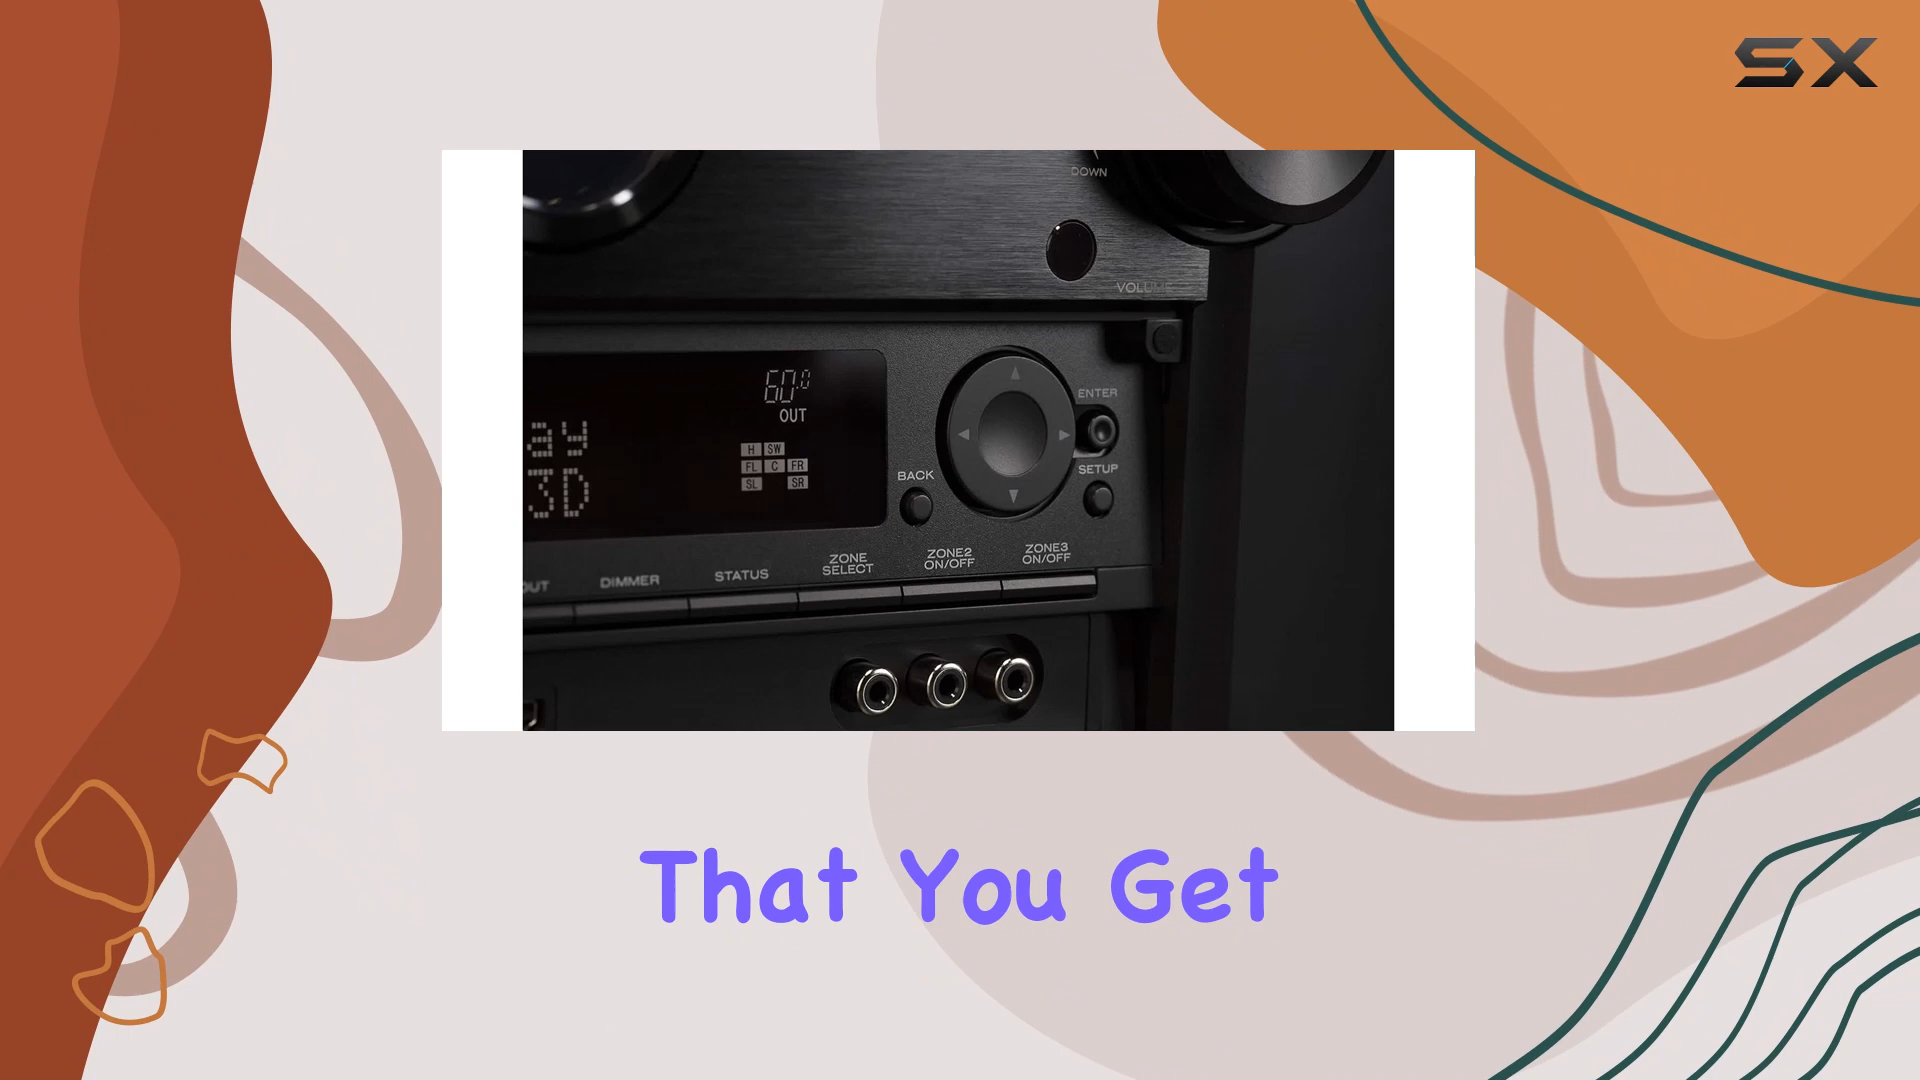 SX
DOWN
VOLUME
60.0
OUT
ay
3D
H SW
FL C FR
SL SR
BACK
ENTER
SETUP
DIMMER
STATUS
ZONE
SELECT
ZONE2
ON/OFF
ZONE3
ON/OFF
That You Get